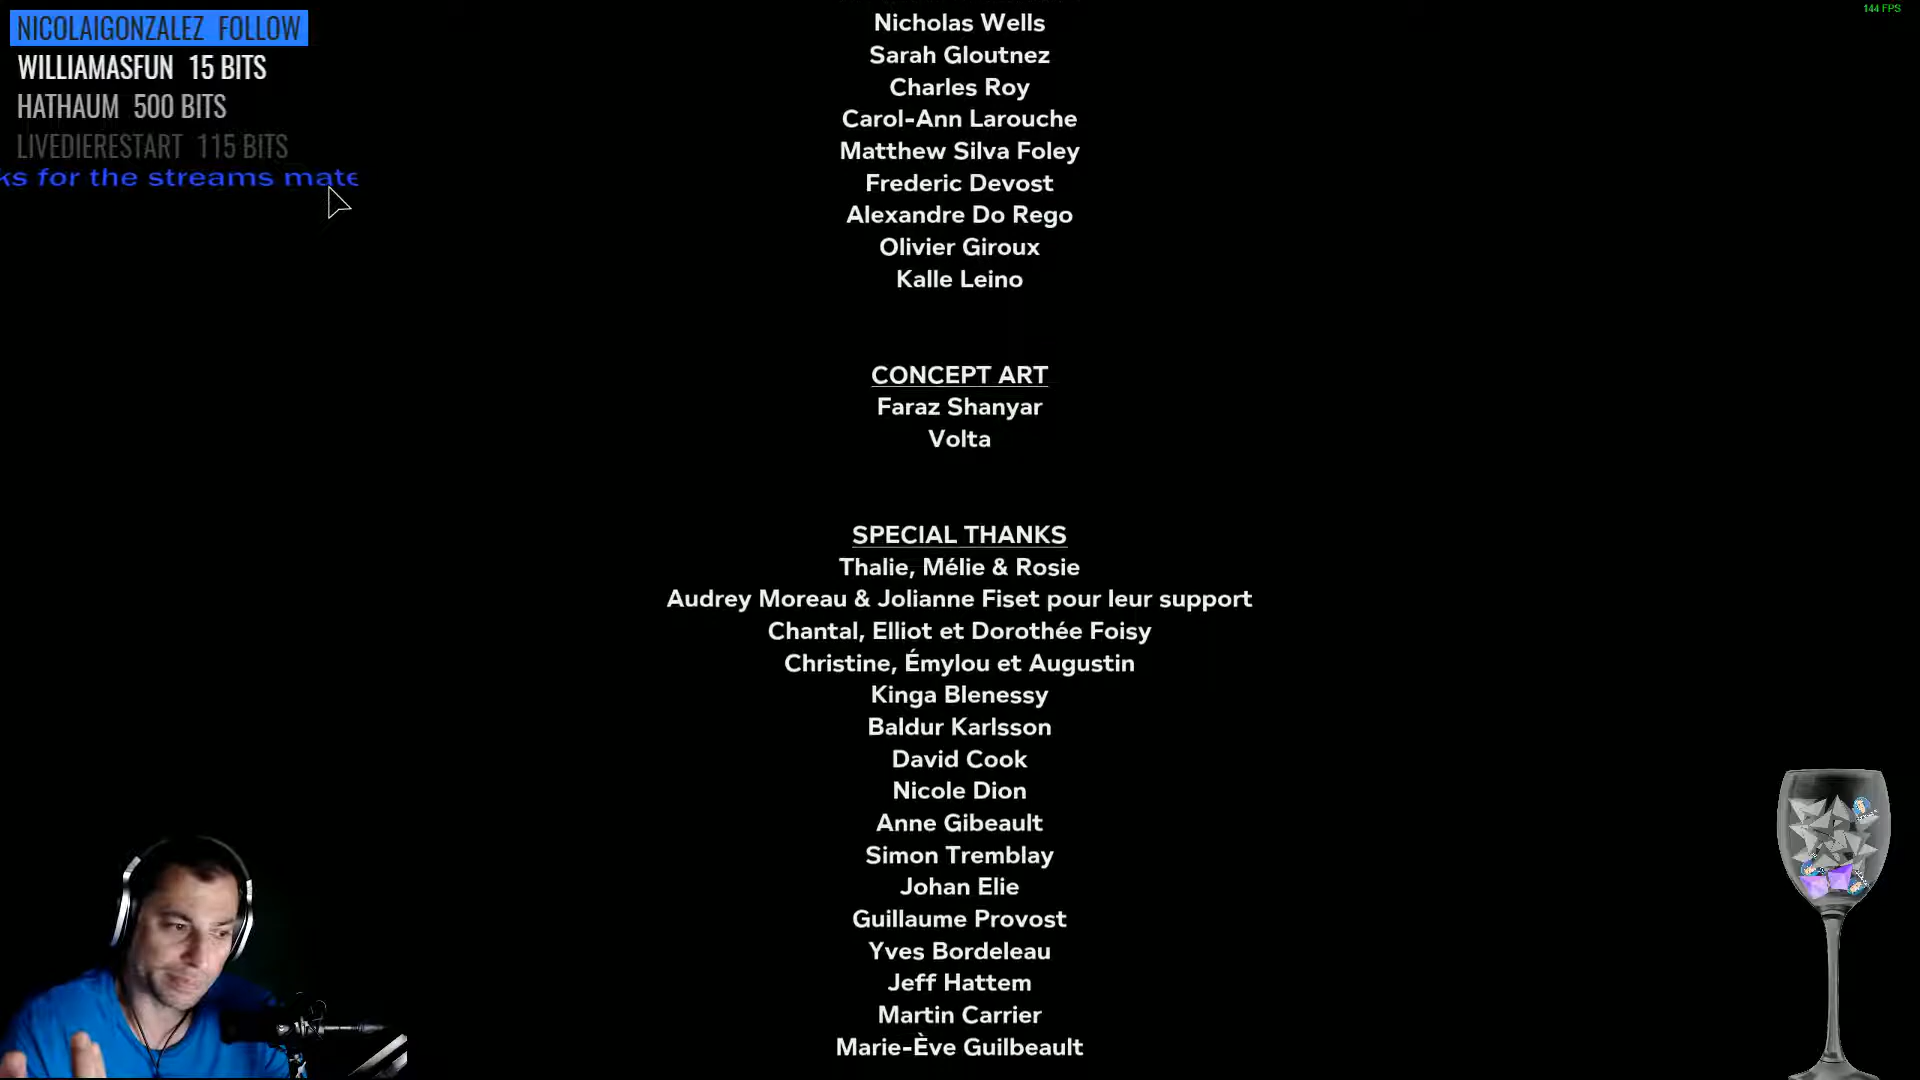 NICOLAIGONZALEZ FOLLOW
WILLIAMASFUN 15 BITS
HATHAUM 500 BITS
LIVEDIERESTART 115 BITS
for the streams mate
144 FPS
Nicholas Wells
Sarah Gloutnez
Charles Roy
Carol-Ann Larouche
Matthew Silva Foley
Frederic Devost
Alexandre Do Rego
Olivier Giroux
Kalle Leino
CONCEPT ART
Faraz Shanyar
Volta
SPECIAL THANKS
Thalie, Mélie & Rosie
Audrey Moreau & Jolianne Fiset pour leur support
Chantal, Elliot et Dorothée Foisy
Christine, Émylou et Augustin
Kinga Blenessy
Baldur Karlsson
David Cook
Nicole Dion
Anne Gibeault
Simon Tremblay
Johan Elie
Guillaume Provost
Yves Bordeleau
Jeff Hattem
Martin Carrier
Marie-Ève Guilbeault